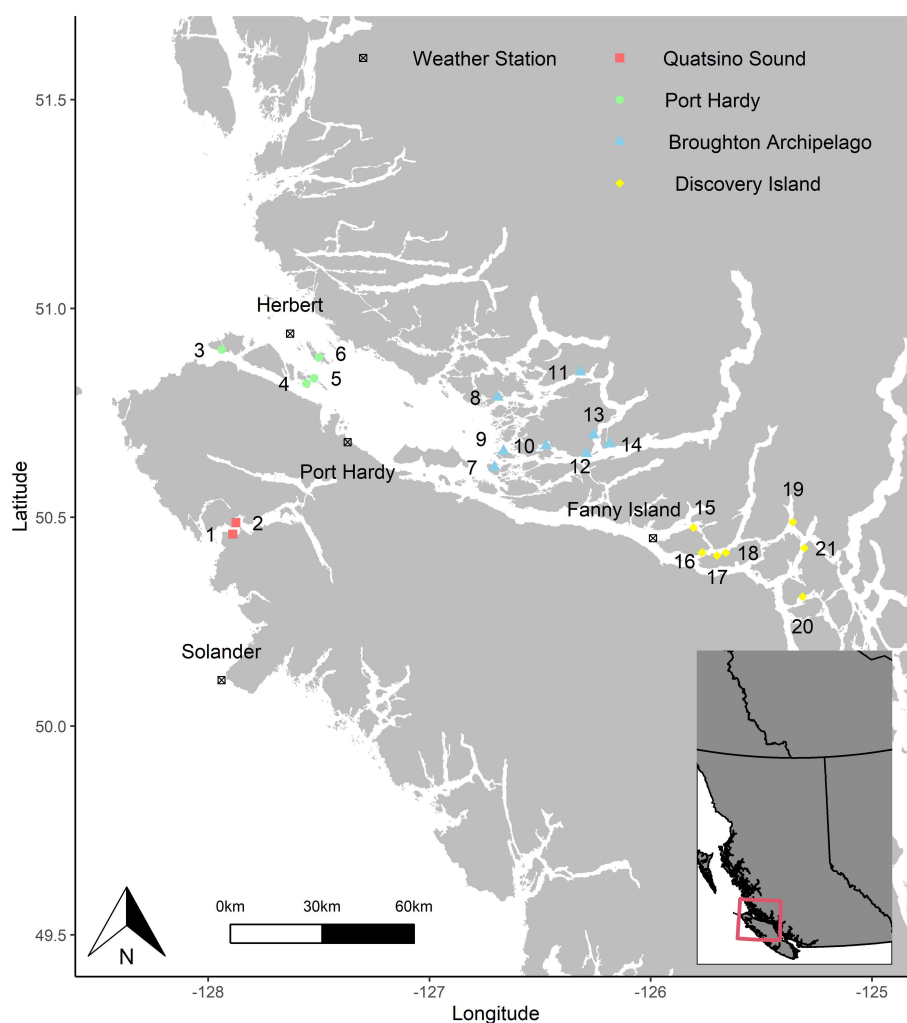 Weather Station
Quatsino Sound
Port Hardy
Broughton Archipelago
Discovery Island
51.5
51.0
50.5
50.0
49.5
Latitude
Herbert
3
6
5
4
Port Hardy
11
8
13
9
10
14
12
7
Fanny Island
15
19
2
1
16
18
21
17
20
Solander
0km 30km 60km
N
-128 -127 -126 -125
Longitude